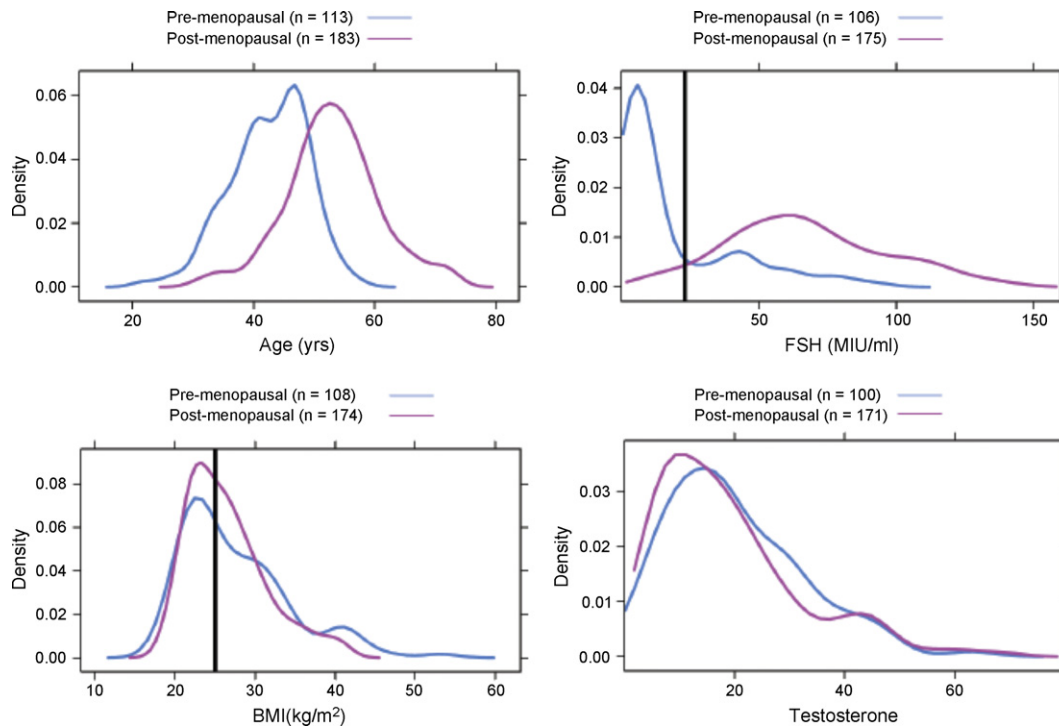 Pre-menopausal (n = 113)
Post-menopausal (n = 183)
0.06
0.04
0.02
0.00
Density
20 40 60 80
Age (yrs)
Pre-menopausal (n = 106)
Post-menopausal (n = 175)
0.04
0.03
0.02
0.01
0.00
Density
50 100 150
FSH (MIU/ml)
Pre-menopausal (n = 108)
Post-menopausal (n = 174)
0.08
0.06
0.04
0.02
0.00
Density
10 20 30 40 50 60
BMI(kg/m²)
Pre-menopausal (n = 100)
Post-menopausal (n = 171)
0.03
0.02
0.01
0.00
Density
20 40 60
Testosterone